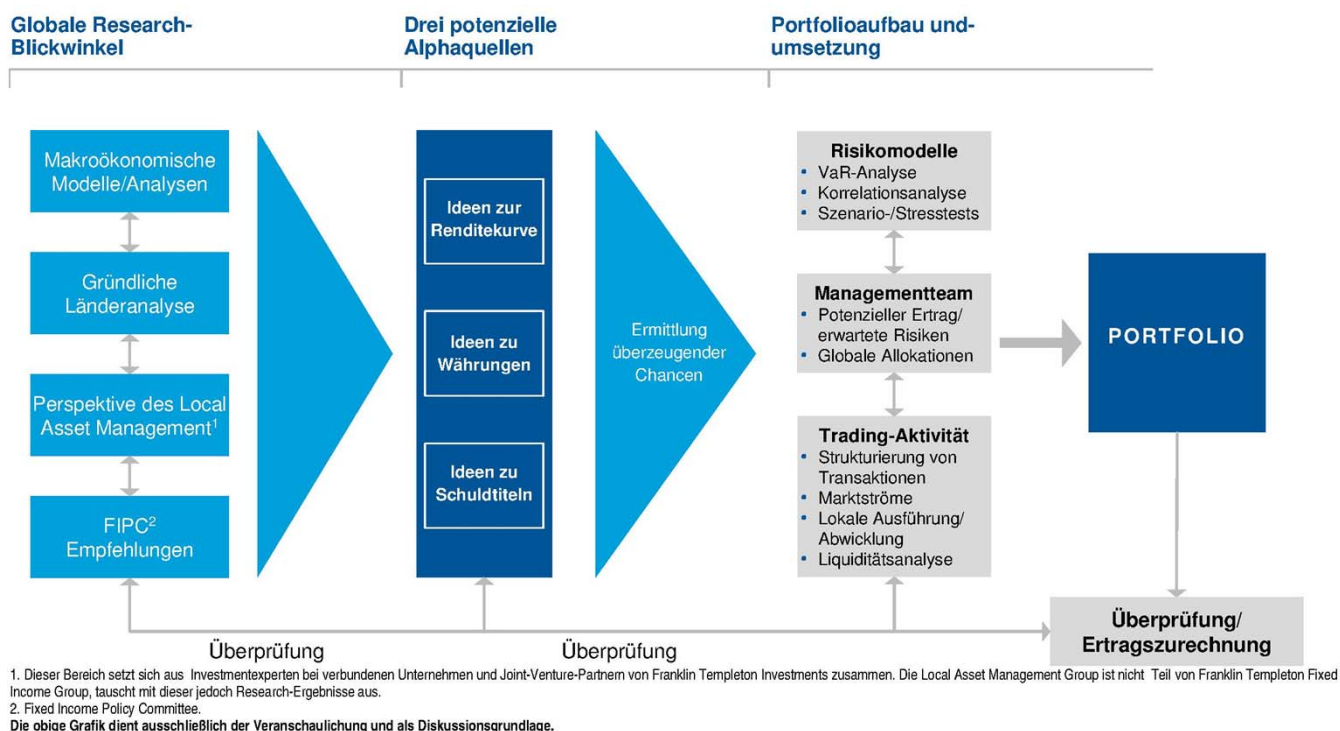 Globale Research-
Blickwinkel
Drei potenzielle
Alphaquellen
Portfolioaufbau und-
umsetzung
Makroökonomische
Modelle/Analysen
Gründliche
Länderanalyse
Perspektive des Local
Asset Management¹
FIPC²
Empfehlungen
Ideen zur
Renditekurve
Ideen zu
Währungen
Ideen zu
Schuldtiteln
Ermittlung
überzeugender
Chancen
Risikomodelle
• VaR-Analyse
• Korrelationsanalyse
• Szenario-/Stresstests
Managementteam
• Potenzieller Ertrag/
erwartete Risiken
• Globale Allokationen
Trading-Aktivität
• Strukturierung von
Transaktionen
• Marktströme
• Lokale Ausführung/
Abwicklung
• Liquiditätsanalyse
PORTFOLIO
Überprüfung/
Ertragszurechnung
Überprüfung
Überprüfung
1. Dieser Bereich setzt sich aus Investmentexperten bei verbundenen Unternehmen und Joint-Venture-Partnern von Franklin Templeton Investments zusammen. Die Local Asset Management Group ist nicht Teil von Franklin Templeton Fixed
Income Group, tauscht mit dieser jedoch Research-Ergebnisse aus.
2. Fixed Income Policy Committee.
Die obige Grafik dient ausschließlich der Veranschaulichung und als Diskussionsgrundlage.